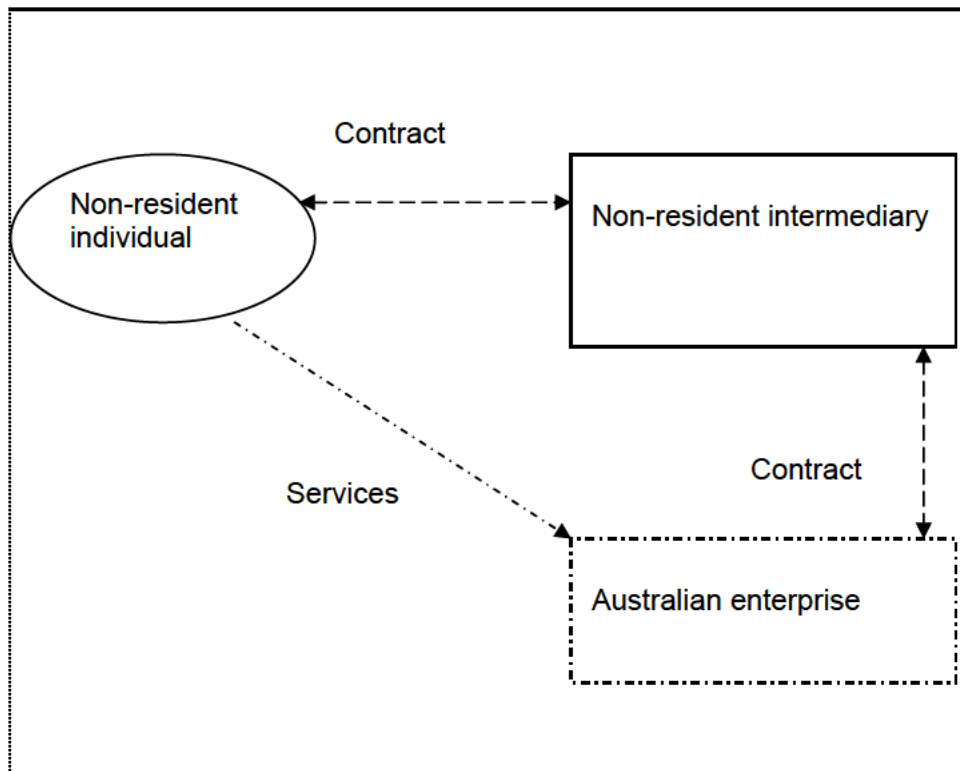 Contract
Non-resident
individual
Non-resident intermediary
Contract
Services
Australian enterprise